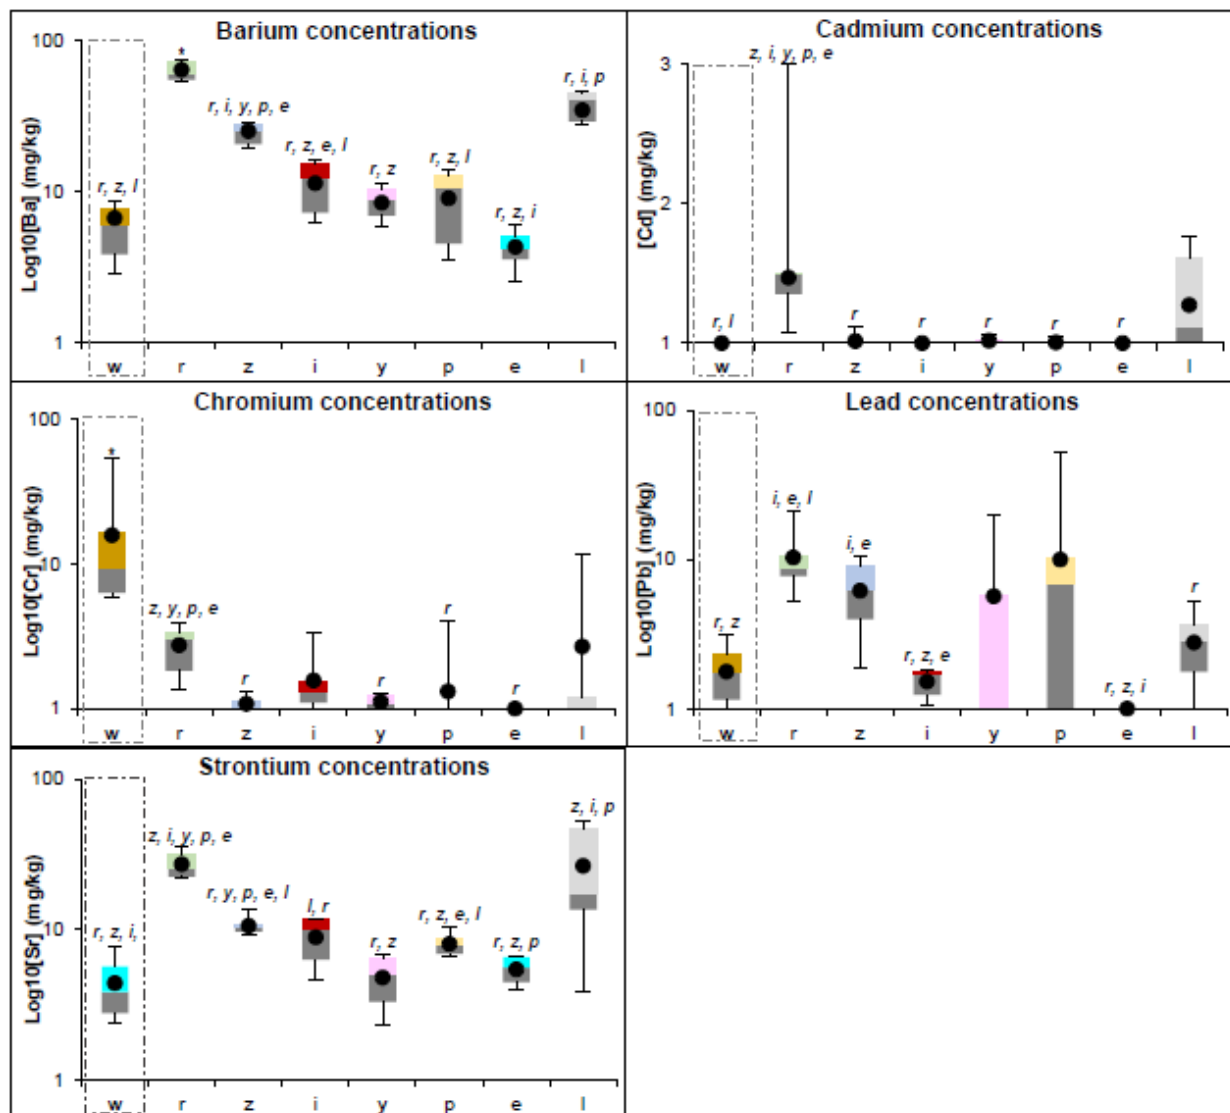 Barium concentrations
Log10[Ba] (mg/kg)
100
10
1
r, z, l
*
r, i, y, p, e
r, z, e, l
r, z
r, z, l
r, z, i
r, i, p
w r z i y p e l
Cadmium concentrations
[Cd] (mg/kg)
3
2
1
r, l
z, i, y, p, e
r
r
r
r
r
w r z i y p e l
Chromium concentrations
Log10[Cr] (mg/kg)
100
10
1
*
z, y, p, e
r
r
r
r
w r z i y p e l
Lead concentrations
Log10[Pb] (mg/kg)
100
10
1
r, z
i, e, l
i, e
r, z, e
r, z, i
r
w r z i y p e l
Strontium concentrations
Log10[Sr] (mg/kg)
100
10
1
r, z, i,
z, i, y, p, e
r, y, p, e, l
l, r
r, z
r, z, e, l
r, z, p
z, i, p
w r z i y p e l